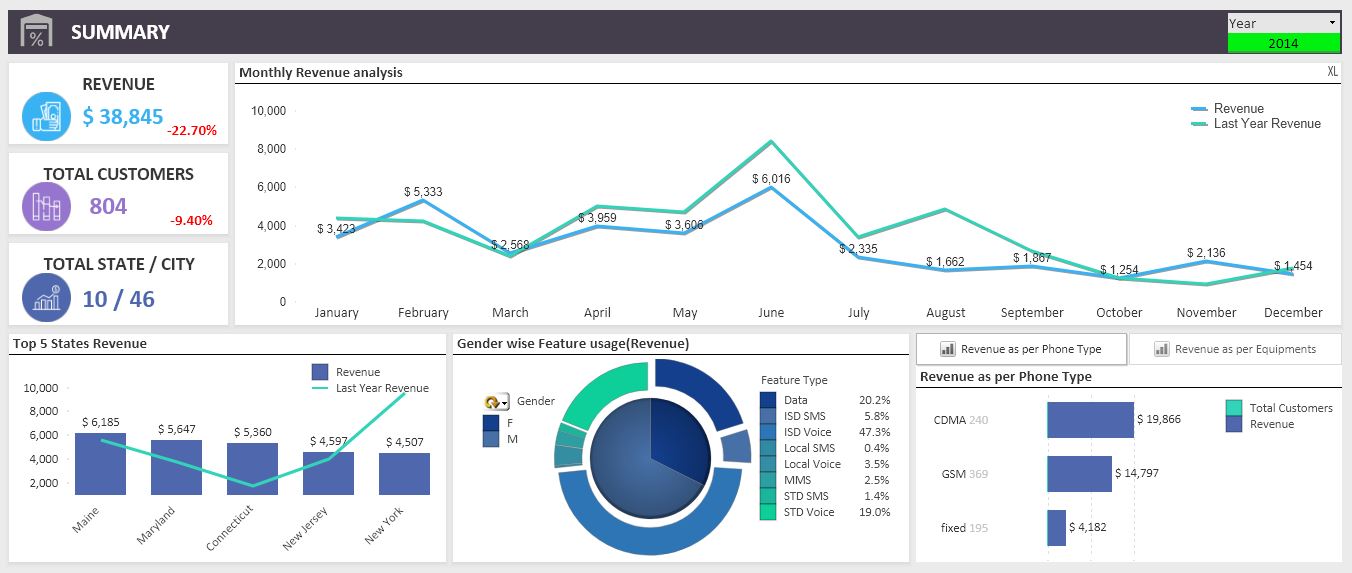 %
SUMMARY
Year
2014
REVENUE
$ 38,845
-22.70%
TOTAL CUSTOMERS
804
-9.40%
TOTAL STATE / CITY
10 / 46
Monthly Revenue analysis
XL
Revenue
Last Year Revenue
10,000
8,000
6,000
4,000
2,000
0
$ 3,423
$ 5,333
$ 2,568
$ 3,959
$ 3,606
$ 6,016
$ 2,335
$ 1,662
$ 1,867
$ 1,254
$ 2,136
$ 1,454
January February March April May June July August September October November December
Top 5 States Revenue
Revenue
Last Year Revenue
10,000
8,000
6,000
4,000
2,000
$ 6,185
$ 5,647
$ 5,360
$ 4,597
$ 4,507
Maine
Maryland
Connecticut
New Jersey
New York
Gender wise Feature usage(Revenue)
Gender
F
M
Feature Type
Data 20.2%
ISD SMS 5.8%
ISD Voice 47.3%
Local SMS 0.4%
Local Voice 3.5%
MMS 2.5%
STD SMS 1.4%
STD Voice 19.0%
Revenue as per Phone Type
Revenue as per Equipments
Revenue as per Phone Type
Total Customers
Revenue
CDMA 240
$ 19,866
GSM 369
$ 14,797
fixed 195
$ 4,182